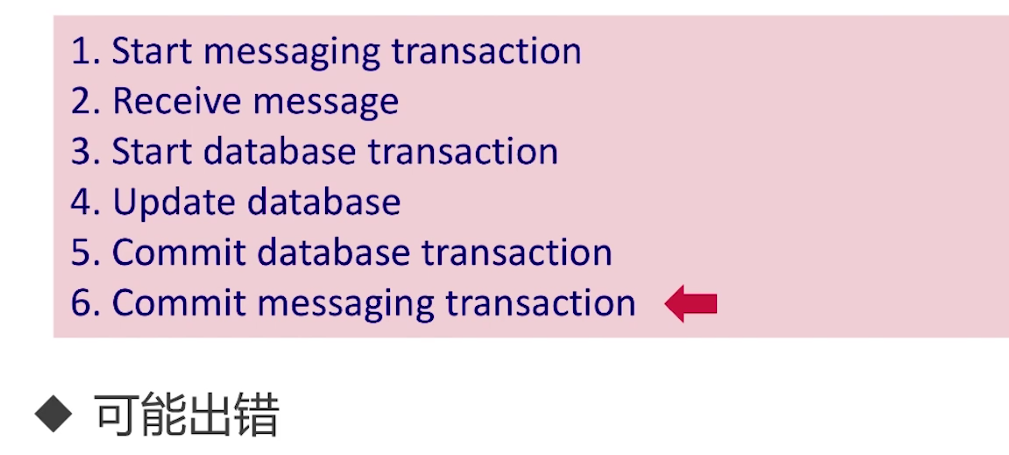 1. Start messaging transaction
2. Receive message
3. Start database transaction
4. Update database
5. Commit database transaction
6. Commit messaging transaction
可能出错